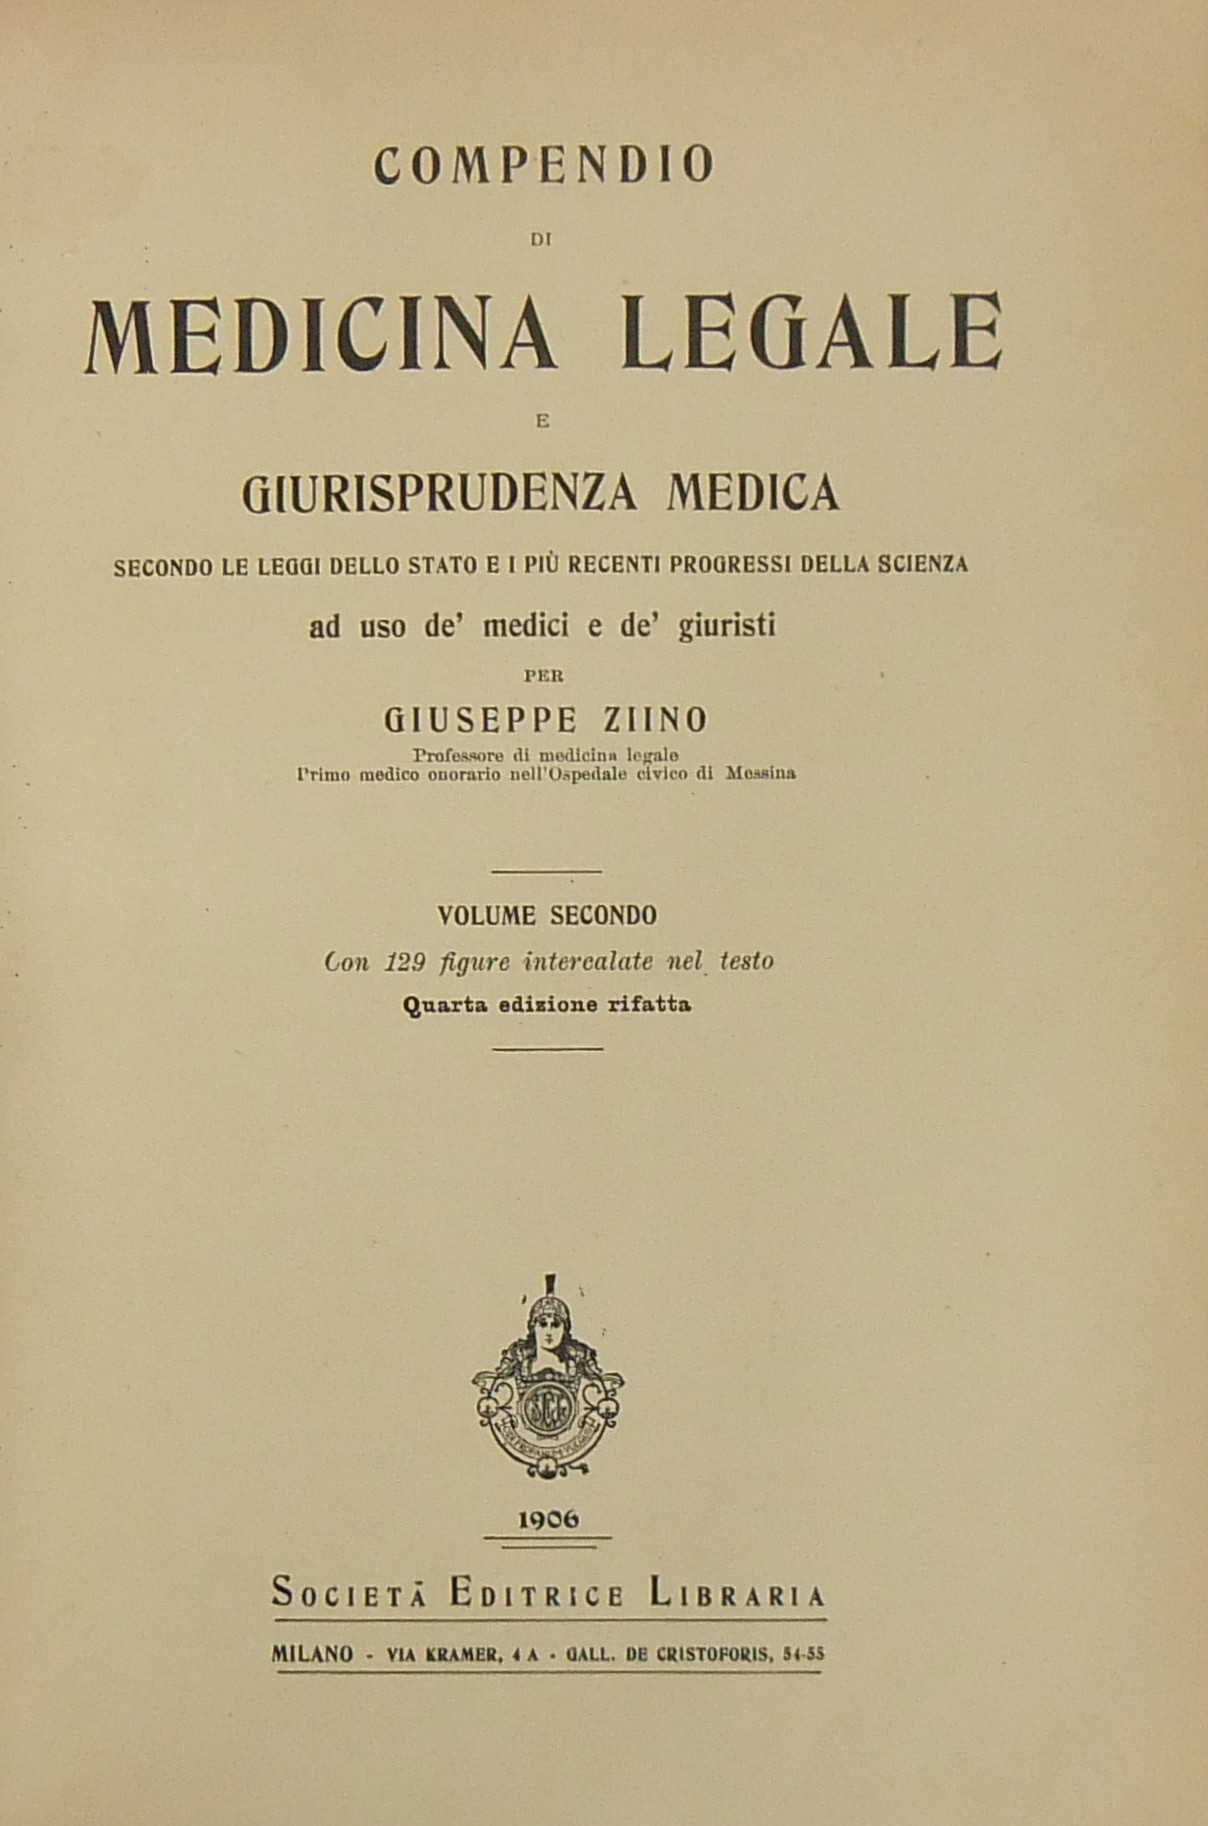 COMPENDIO
DI
MEDICINA LEGALE
E
GIURISPRUDENZA MEDICA
SECONDO LE LEGGI DELLO STATO E I PIÙ RECENTI PROGRESSI DELLA SCIENZA
ad uso de' medici e de' giuristi
PER
GIUSEPPE ZIINO
Professore di medicina legale
Primo medico onorario nell'Ospedale civico di Messina
VOLUME SECONDO
Con 129 figure intercalate nel testo
Quarta edizione rifatta
1906
SOCIETÀ EDITRICE LIBRARIA
MILANO - VIA KRAMER, 4 A - GALL. DE CRISTOFORIS, 54-55